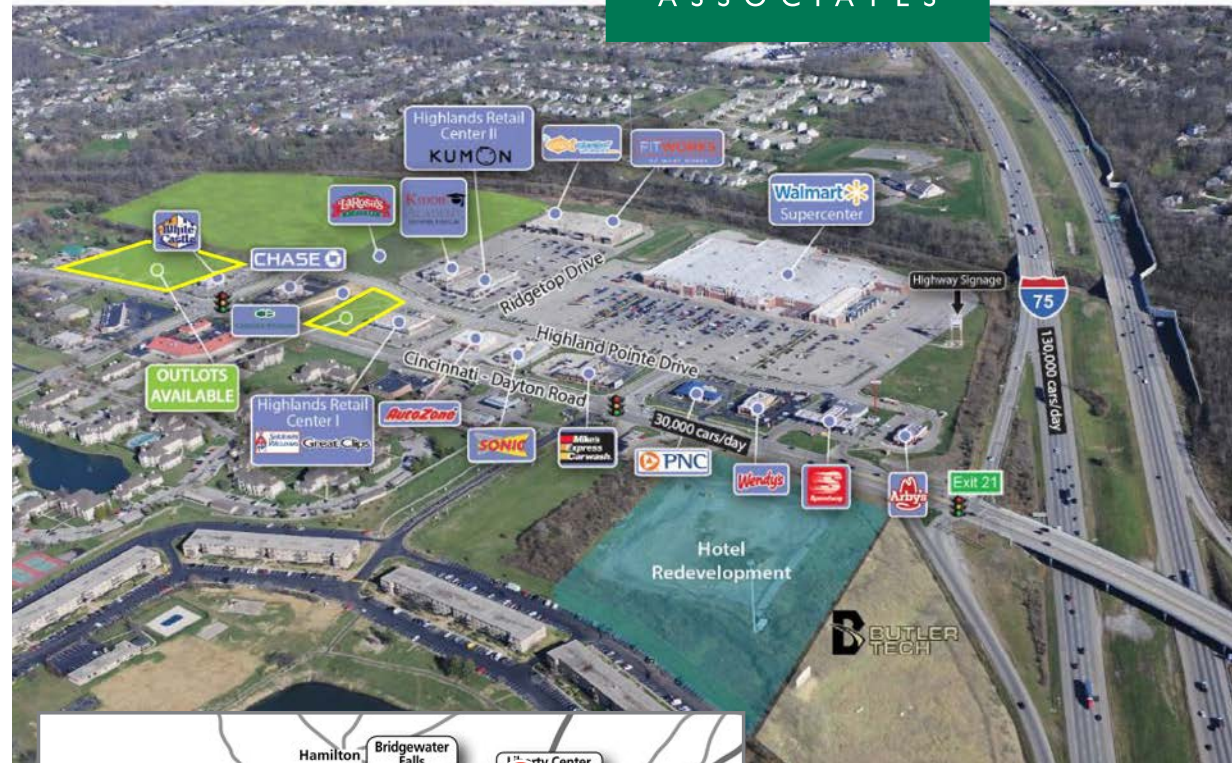 ASSOCIATES
Highlands Retail
Center II
KUMON
FITWORKS
Walmart
Supercenter
LaRosa's
White
Castle
CHASE
Ridgetop Drive
Highway Signage
75
130,000 cars/day
Highland Pointe Drive
Cincinnati - Dayton Road
OUTLOTS
AVAILABLE
Highlands Retail
Center I
Great Clips
AutoZone
SONIC
Mike's
Express
Carwash
30,000 cars/day
PNC
Wendy's
Speedway
Arby's
Exit 21
Hotel
Redevelopment
B BUTLER
TECH
Hamilton
Bridgewater
Falls
Liberty Center